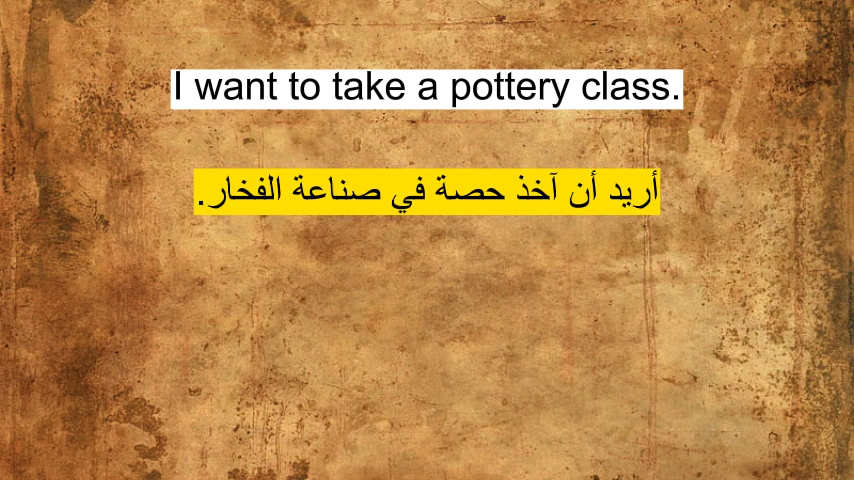 I want to take a pottery class.
أريد أن آخذ حصة في صناعة الفخار.